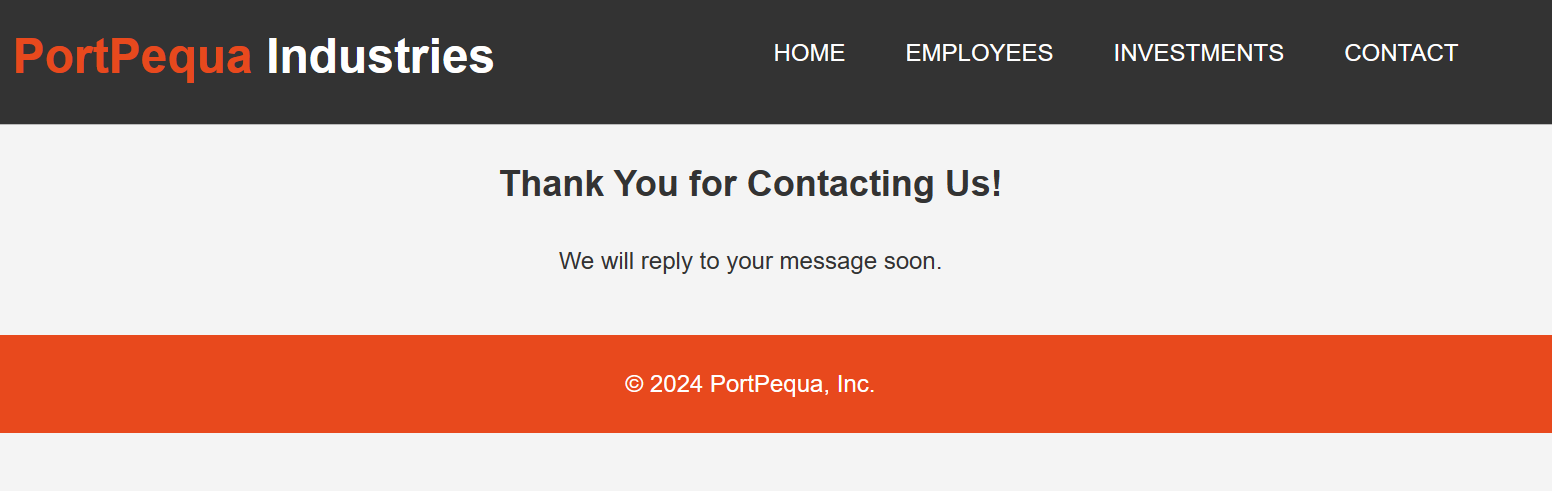 PortPequa Industries
HOME EMPLOYEES INVESTMENTS CONTACT
Thank You for Contacting Us!
We will reply to your message soon.
© 2024 PortPequa, Inc.